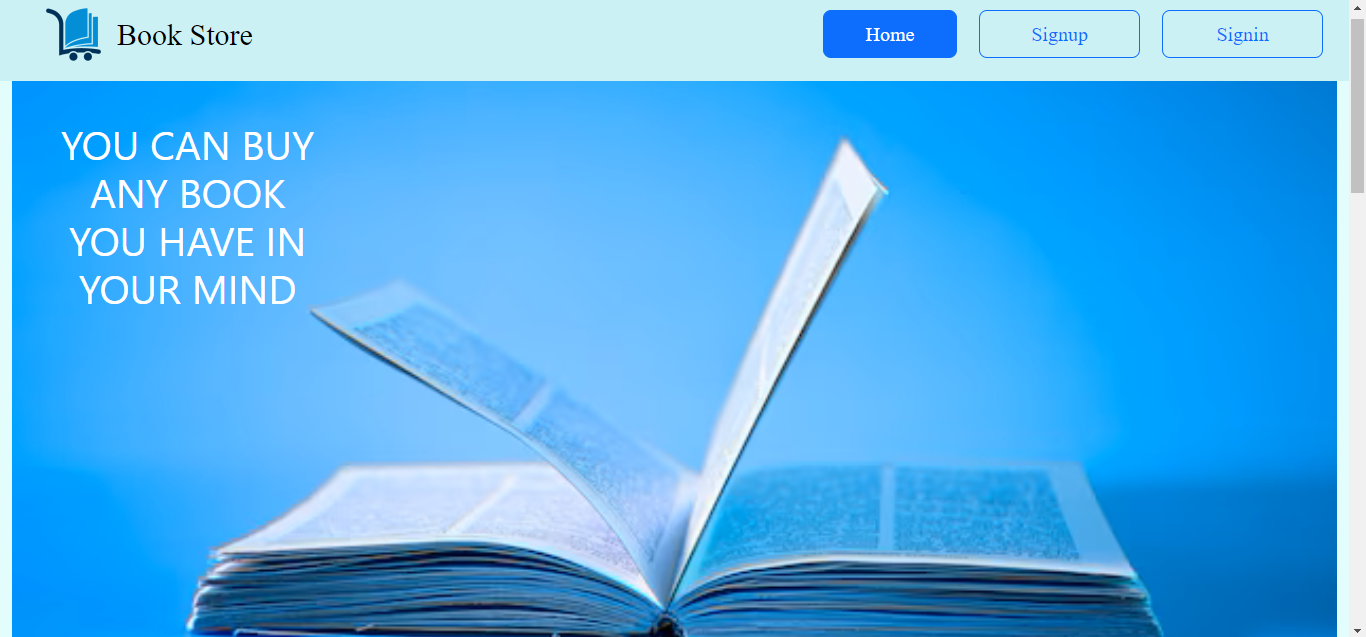 Book Store
Home
Signup
Signin
YOU CAN BUY
ANY BOOK
YOU HAVE IN
YOUR MIND